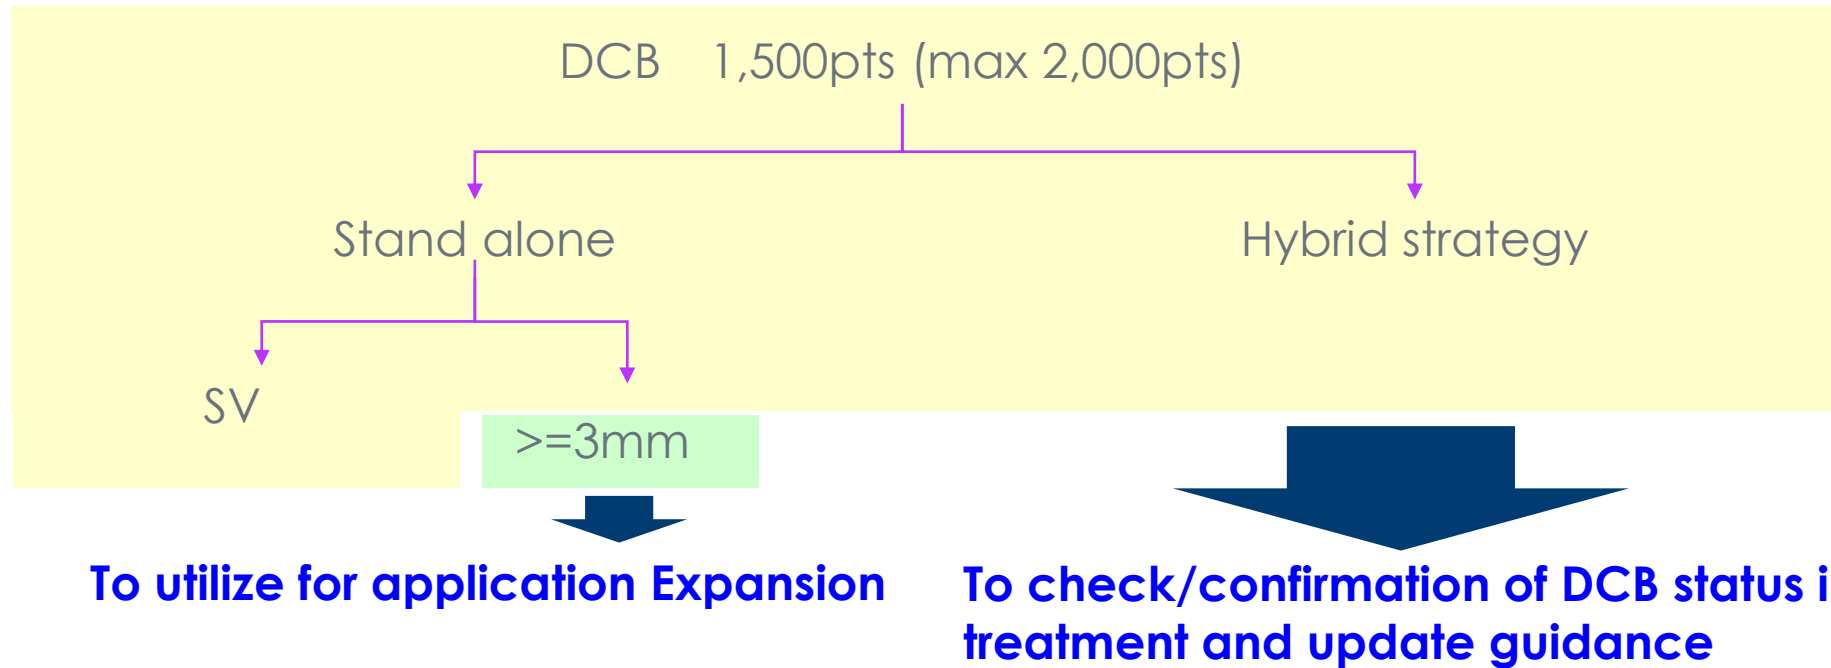 DCB 1,500pts (max 2,000pts)
Stand alone
Hybrid strategy
SV
>=3mm
To utilize for application Expansion
To check/confirmation of DCB status i
treatment and update guidance